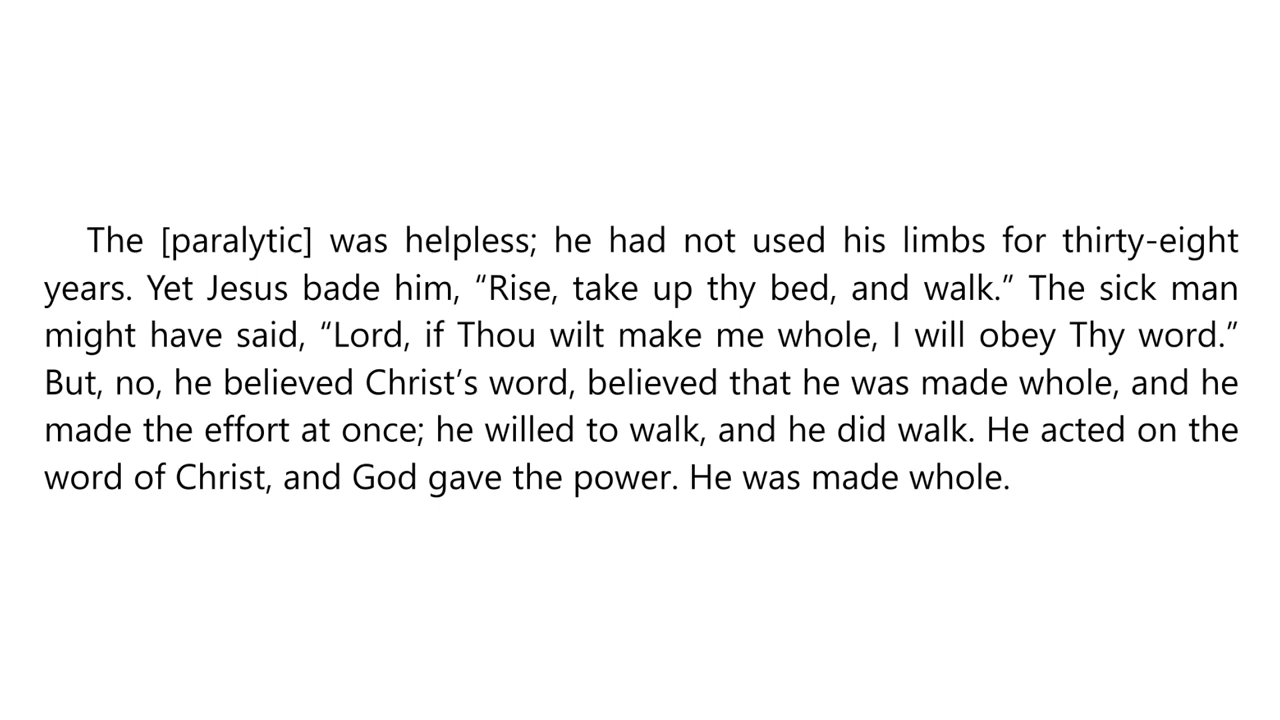 The [paralytic] was helpless; he had not used his limbs for thirty-eight
years. Yet Jesus bade him, “Rise, take up thy bed, and walk.” The sick man
might have said, “Lord, if Thou wilt make me whole, I will obey Thy word.”
But, no, he believed Christ’s word, believed that he was made whole, and he
made the effort at once; he willed to walk, and he did walk. He acted on the
word of Christ, and God gave the power. He was made whole.